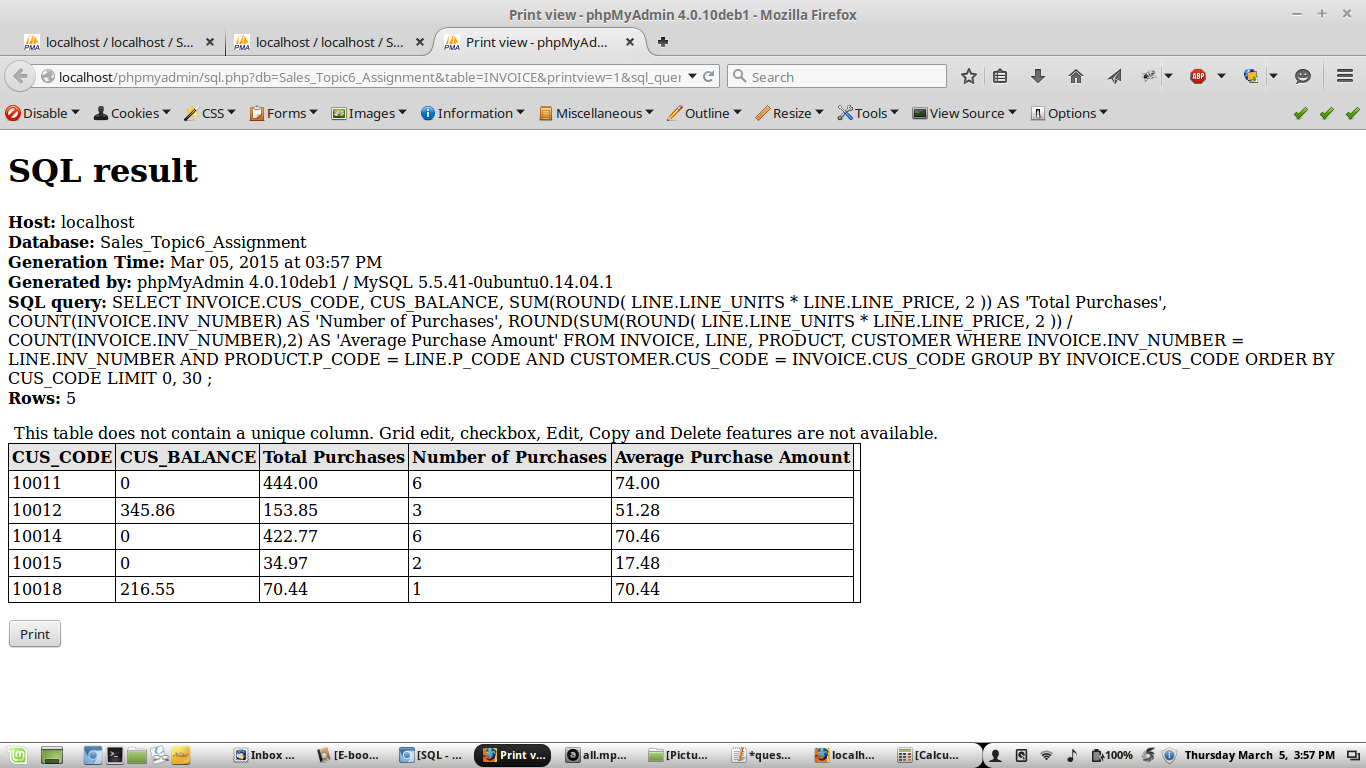 Print view - phpMyAdmin 4.0.10deb1 - Mozilla Firefox
localhost / localhost / S... localhost / localhost / S... Print view - phpMyAd...
localhost/phpmyadmin/sql.php?db=Sales_Topic6_Assignment&table=INVOICE&printview=1&sql_quer Search
Disable Cookies CSS Forms Images Information Miscellaneous Outline Resize Tools View Source Options
SQL result
Host: localhost
Database: Sales_Topic6_Assignment
Generation Time: Mar 05, 2015 at 03:57 PM
Generated by: phpMyAdmin 4.0.10deb1 / MySQL 5.5.41-0ubuntu0.14.04.1
SQL query: SELECT INVOICE.CUS_CODE, CUS_BALANCE, SUM(ROUND( LINE.LINE_UNITS * LINE.LINE_PRICE, 2 )) AS 'Total Purchases',
COUNT(INVOICE.INV_NUMBER) AS 'Number of Purchases', ROUND(SUM(ROUND( LINE.LINE_UNITS * LINE.LINE_PRICE, 2 )) /
COUNT(INVOICE.INV_NUMBER),2) AS 'Average Purchase Amount' FROM INVOICE, LINE, PRODUCT, CUSTOMER WHERE INVOICE.INV_NUMBER =
LINE.INV_NUMBER AND PRODUCT.P_CODE = LINE.P_CODE AND CUSTOMER.CUS_CODE = INVOICE.CUS_CODE GROUP BY INVOICE.CUS_CODE ORDER BY
CUS_CODE LIMIT 0, 30 ;
Rows: 5
This table does not contain a unique column. Grid edit, checkbox, Edit, Copy and Delete features are not available.
CUS_CODE CUS_BALANCE Total Purchases Number of Purchases Average Purchase Amount
10011 0 444.00 6 74.00
10012 345.86 153.85 3 51.28
10014 0 422.77 6 70.46
10015 0 34.97 2 17.48
10018 216.55 70.44 1 70.44
Print
Inbox ... [E-boo... [SQL - ... Print v... all.mp... [Pictu... *ques... localh... [Calcu... 100% Thursday March 5, 3:57 PM